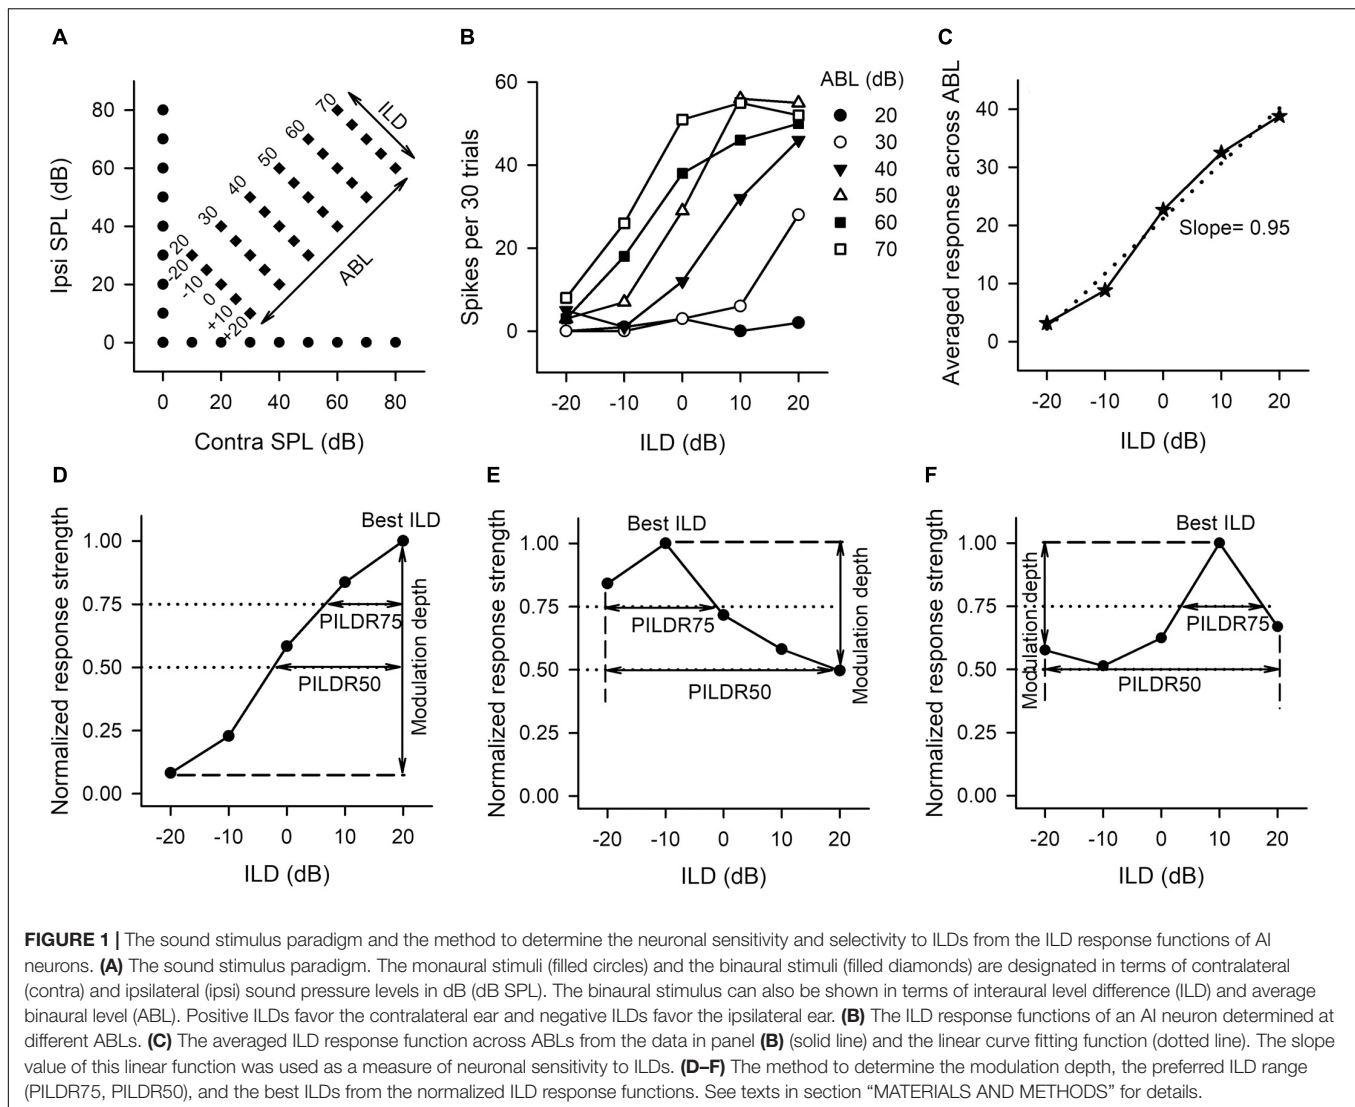 A
Ipsi SPL (dB)
80
60
40
20
0
70
60
50
40
30
20
-20
-10
0
+10
+20
ILD
ABL
0 20 40 60 80
Contra SPL (dB)
B
Spikes per 30 trials
60
40
20
0
-20 -10 0 10 20
ILD (dB)
ABL (dB)
20
30
40
50
60
70
C
Averaged response across ABL
40
30
20
10
0
Slope= 0.95
-20 -10 0 10 20
ILD (dB)
D
Normalized response strength
1.00
0.75
0.50
0.25
0.00
Best ILD
PILDR75
PILDR50
Modulation depth
-20 -10 0 10 20
ILD (dB)
E
Normalized response strength
1.00
0.75
0.50
0.25
0.00
Best ILD
PILDR75
PILDR50
Modulation depth
-20 -10 0 10 20
ILD (dB)
F
Normalized response strength
1.00
0.75
0.50
0.25
0.00
Best ILD
PILDR75
PILDR50
Modulation depth
-20 -10 0 10 20
ILD (dB)
FIGURE 1 | The sound stimulus paradigm and the method to determine the neuronal sensitivity and selectivity to ILDs from the ILD response functions of AI
neurons. (A) The sound stimulus paradigm. The monaural stimuli (filled circles) and the binaural stimuli (filled diamonds) are designated in terms of contralateral
(contra) and ipsilateral (ipsi) sound pressure levels in dB (dB SPL). The binaural stimulus can also be shown in terms of interaural level difference (ILD) and average
binaural level (ABL). Positive ILDs favor the contralateral ear and negative ILDs favor the ipsilateral ear. (B) The ILD response functions of an AI neuron determined at
different ABLs. (C) The averaged ILD response function across ABLs from the data in panel (B) (solid line) and the linear curve fitting function (dotted line). The slope
value of this linear function was used as a measure of neuronal sensitivity to ILDs. (D–F) The method to determine the modulation depth, the preferred ILD range
(PILDR75, PILDR50), and the best ILDs from the normalized ILD response functions. See texts in section “MATERIALS AND METHODS” for details.